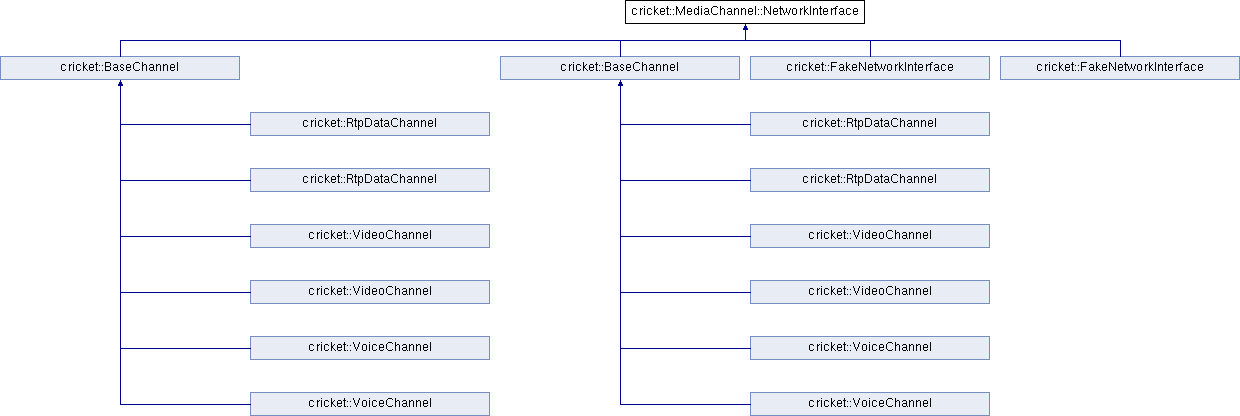 cricket::MediaChannel::NetworkInterface
cricket::BaseChannel cricket::BaseChannel cricket::FakeNetworkInterface cricket::FakeNetworkInterface
cricket::RtpDataChannel cricket::RtpDataChannel
cricket::RtpDataChannel cricket::RtpDataChannel
cricket::VideoChannel cricket::VideoChannel
cricket::VideoChannel cricket::VideoChannel
cricket::VoiceChannel cricket::VoiceChannel
cricket::VoiceChannel cricket::VoiceChannel